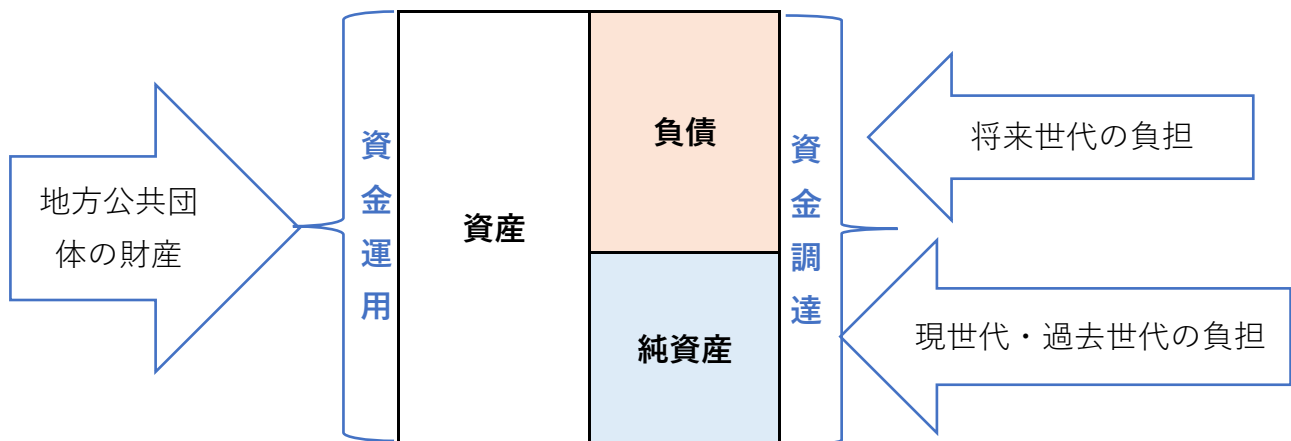 地方公共団
体の財産
資金運用
資産
負債
純資産
資金調達
将来世代の負担
現世代・過去世代の負担